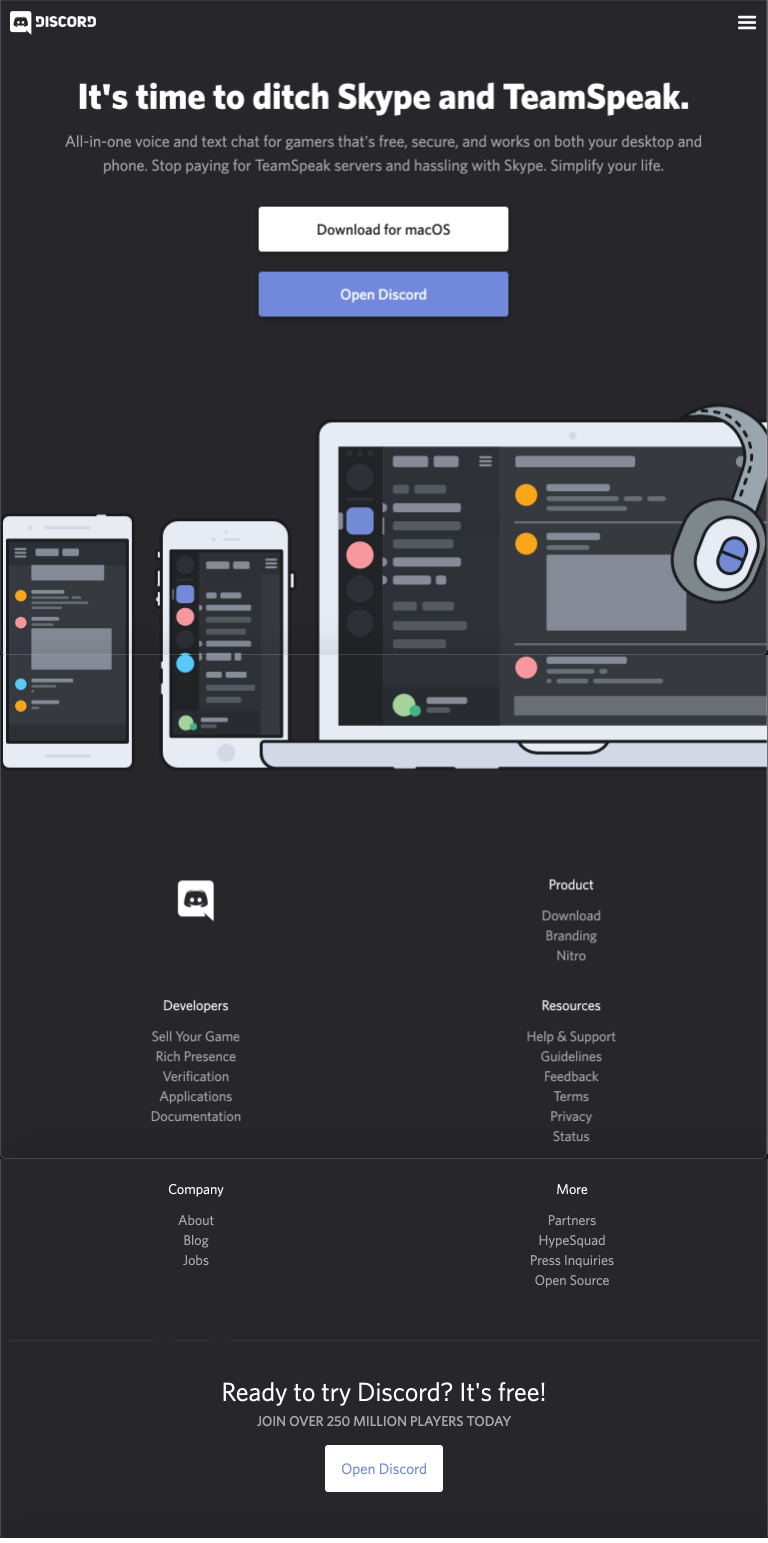 DISCORD
It's time to ditch Skype and TeamSpeak.
All-in-one voice and text chat for gamers that's free, secure, and works on both your desktop and
phone. Stop paying for TeamSpeak servers and hassling with Skype. Simplify your life.
Download for macOS
Open Discord
Product
Download
Branding
Nitro
Developers
Sell Your Game
Rich Presence
Verification
Applications
Documentation
Resources
Help & Support
Guidelines
Feedback
Terms
Privacy
Status
Company
About
Blog
Jobs
More
Partners
HypeSquad
Press Inquiries
Open Source
Ready to try Discord? It's free!
JOIN OVER 250 MILLION PLAYERS TODAY
Open Discord